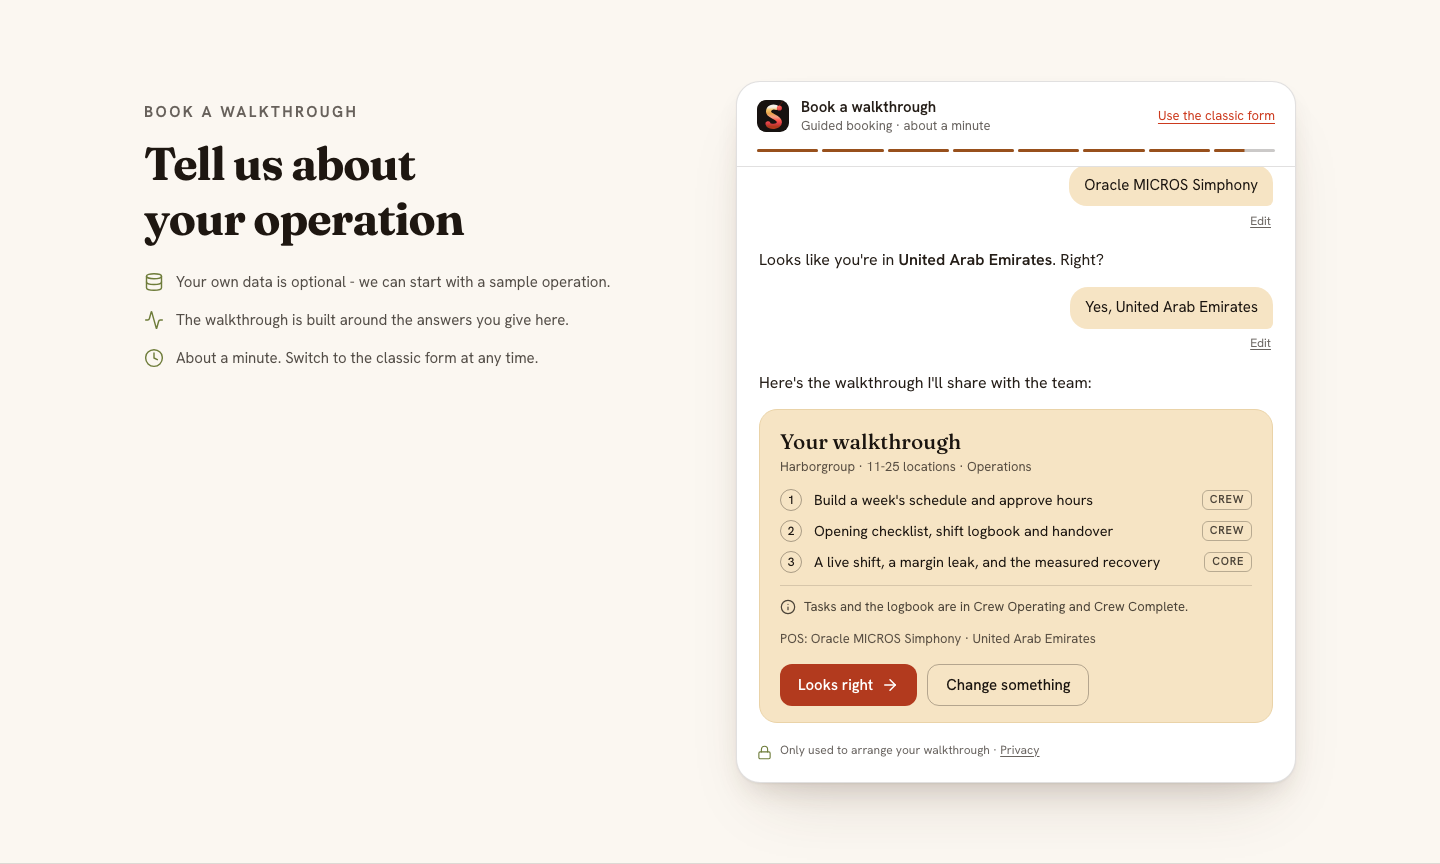 BOOK A WALKTHROUGH
Tell us about
your operation
Your own data is optional - we can start with a sample operation.
The walkthrough is built around the answers you give here.
About a minute. Switch to the classic form at any time.
Book a walkthrough
Guided booking · about a minute
Use the classic form
Oracle MICROS Simphony
Edit
Looks like you're in United Arab Emirates. Right?
Yes, United Arab Emirates
Edit
Here's the walkthrough I'll share with the team:
Your walkthrough
Harborgroup · 11-25 locations · Operations
1 Build a week's schedule and approve hours CREW
2 Opening checklist, shift logbook and handover CREW
3 A live shift, a margin leak, and the measured recovery CORE
Tasks and the logbook are in Crew Operating and Crew Complete.
POS: Oracle MICROS Simphony · United Arab Emirates
Looks right → Change something
Only used to arrange your walkthrough · Privacy